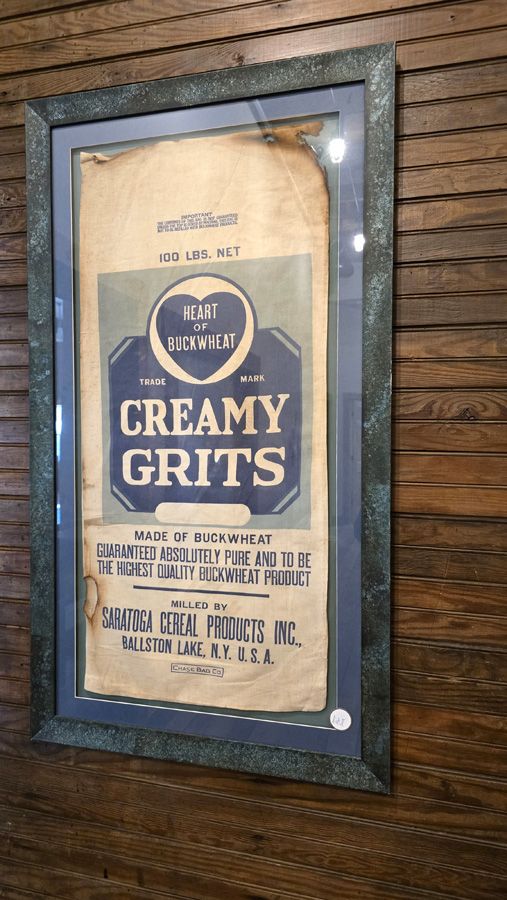 IMPORTANT
100 LBS. NET
HEART
OF
BUCKWHEAT
TRADE MARK
CREAMY
GRITS
MADE OF BUCKWHEAT
GUARANTEED ABSOLUTELY PURE AND TO BE
THE HIGHEST QUALITY BUCKWHEAT PRODUCT
MILLED BY
SARATOGA CEREAL PRODUCTS INC.,
BALLSTON LAKE, N.Y. U.S.A.
CHASE BAG CO